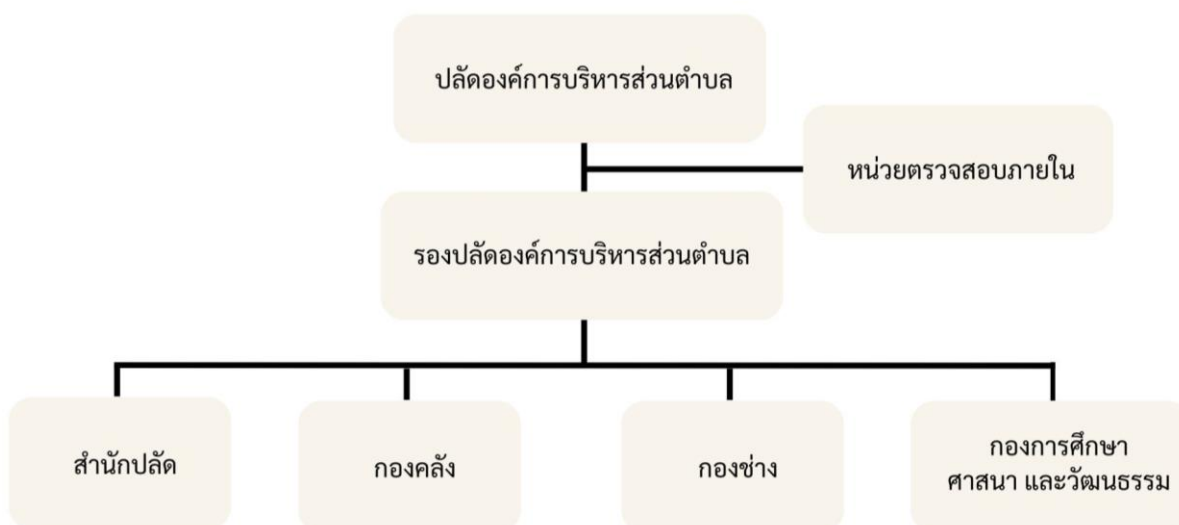 ปลัดองค์การบริหารส่วนตำบล
หน่วยตรวจสอบภายใน
รองปลัดองค์การบริหารส่วนตำบล
สำนักปลัด
กองคลัง
กองช่าง
กองการศึกษา
ศาสนา และวัฒนธรรม